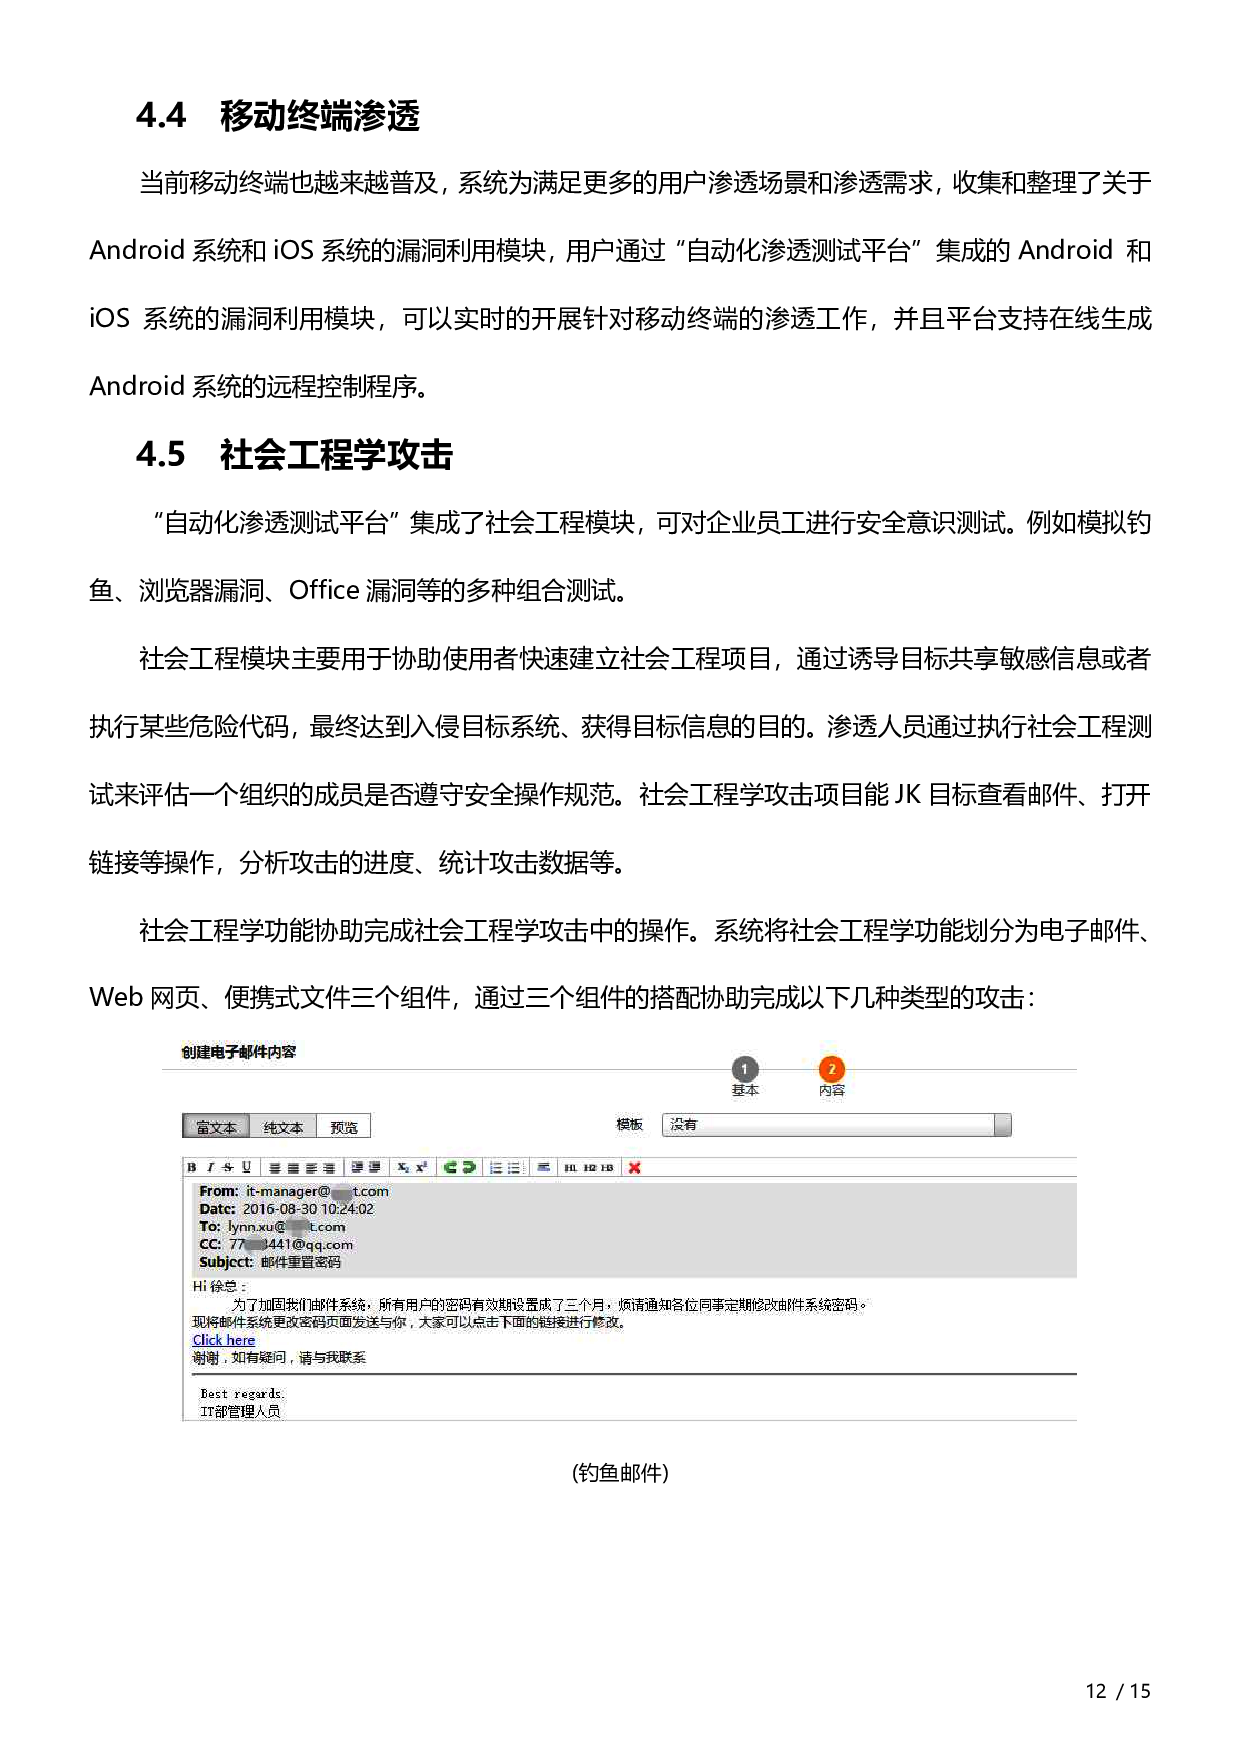 4.4 移动终端渗透
当前移动终端也越来越普及，系统为满足更多的用户渗透场景和渗透需求，收集和整理了关于
Android 系统和 iOS 系统的漏洞利用模块，用户通过“自动化渗透测试平台”集成的 Android 和
iOS 系统的漏洞利用模块，可以实时的开展针对移动终端的渗透工作，并且平台支持在线生成
Android 系统的远程控制程序。
4.5 社会工程学攻击
“自动化渗透测试平台”集成了社会工程模块，可对企业员工进行安全意识测试。例如模拟钓
鱼、浏览器漏洞、Office 漏洞等的多种组合测试。
社会工程模块主要用于协助使用者快速建立社会工程项目，通过诱导目标共享敏感信息或者
执行某些危险代码，最终达到入侵目标系统、获得目标信息的目的。渗透人员通过执行社会工程测
试来评估一个组织的成员是否遵守安全操作规范。社会工程学攻击项目能 JK 目标查看邮件、打开
链接等操作，分析攻击的进度、统计攻击数据等。
社会工程学功能协助完成社会工程学攻击中的操作。系统将社会工程学功能划分为电子邮件、
Web 网页、便携式文件三个组件，通过三个组件的搭配协助完成以下几种类型的攻击：
创建电子邮件内容
1 2
基本 内容
富文本 纯文本 预览 模板 没有
B I S U X₂ X² H1 H2 H3
From: it-manager@ t.com
Date: 2016-08-30 10:24:02
To: lynn.xu@ t.com
CC: 77 4441@qq.com
Subject: 邮件重置密码
Hi 徐总：
为了加固我们邮件系统，所有用户的密码有效期设置成了三个月，烦请通知各位同事定期修改邮件系统密码。
现将邮件系统更改密码页面发送与你，大家可以点击下面的链接进行修改。
Click here
谢谢，如有疑问，请与我联系
Best regards.
IT部管理人员
(钓鱼邮件)
12 / 15